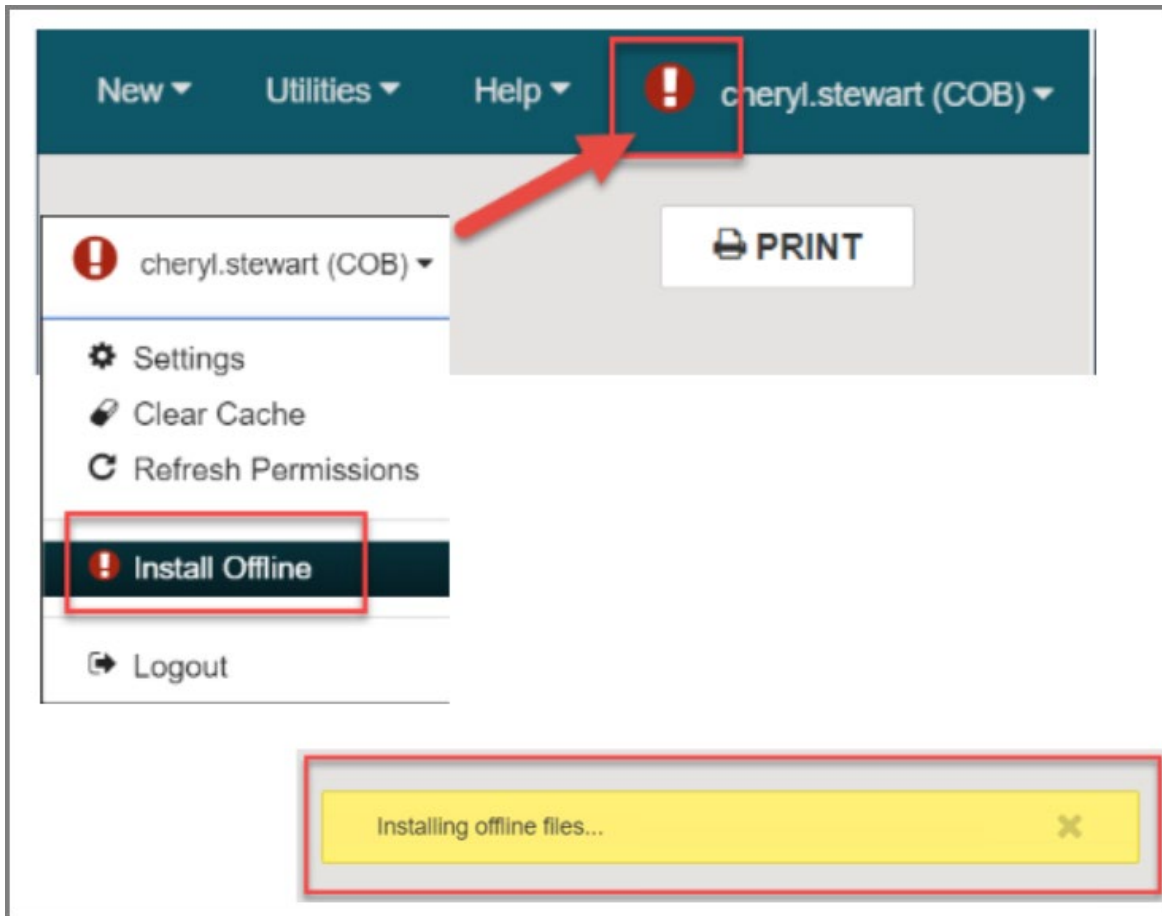 New Utilities Help cheryl.stewart (COB)
PRINT
cheryl.stewart (COB)
Settings
Clear Cache
Refresh Permissions
Install Offline
Logout
Installing offline files...